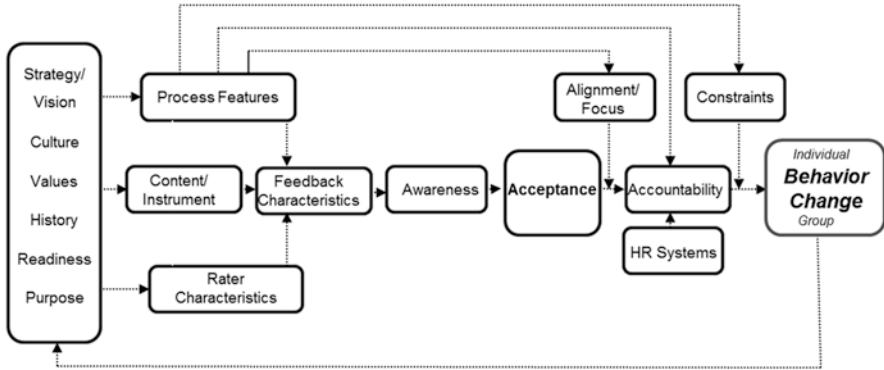 Strategy/
Vision
Culture
Values
History
Readiness
Purpose
Process Features
Content/
Instrument
Rater
Characteristics
Feedback
Characteristics
Awareness
Acceptance
Alignment/
Focus
Accountability
HR Systems
Constraints
Individual
Behavior
Change
Group